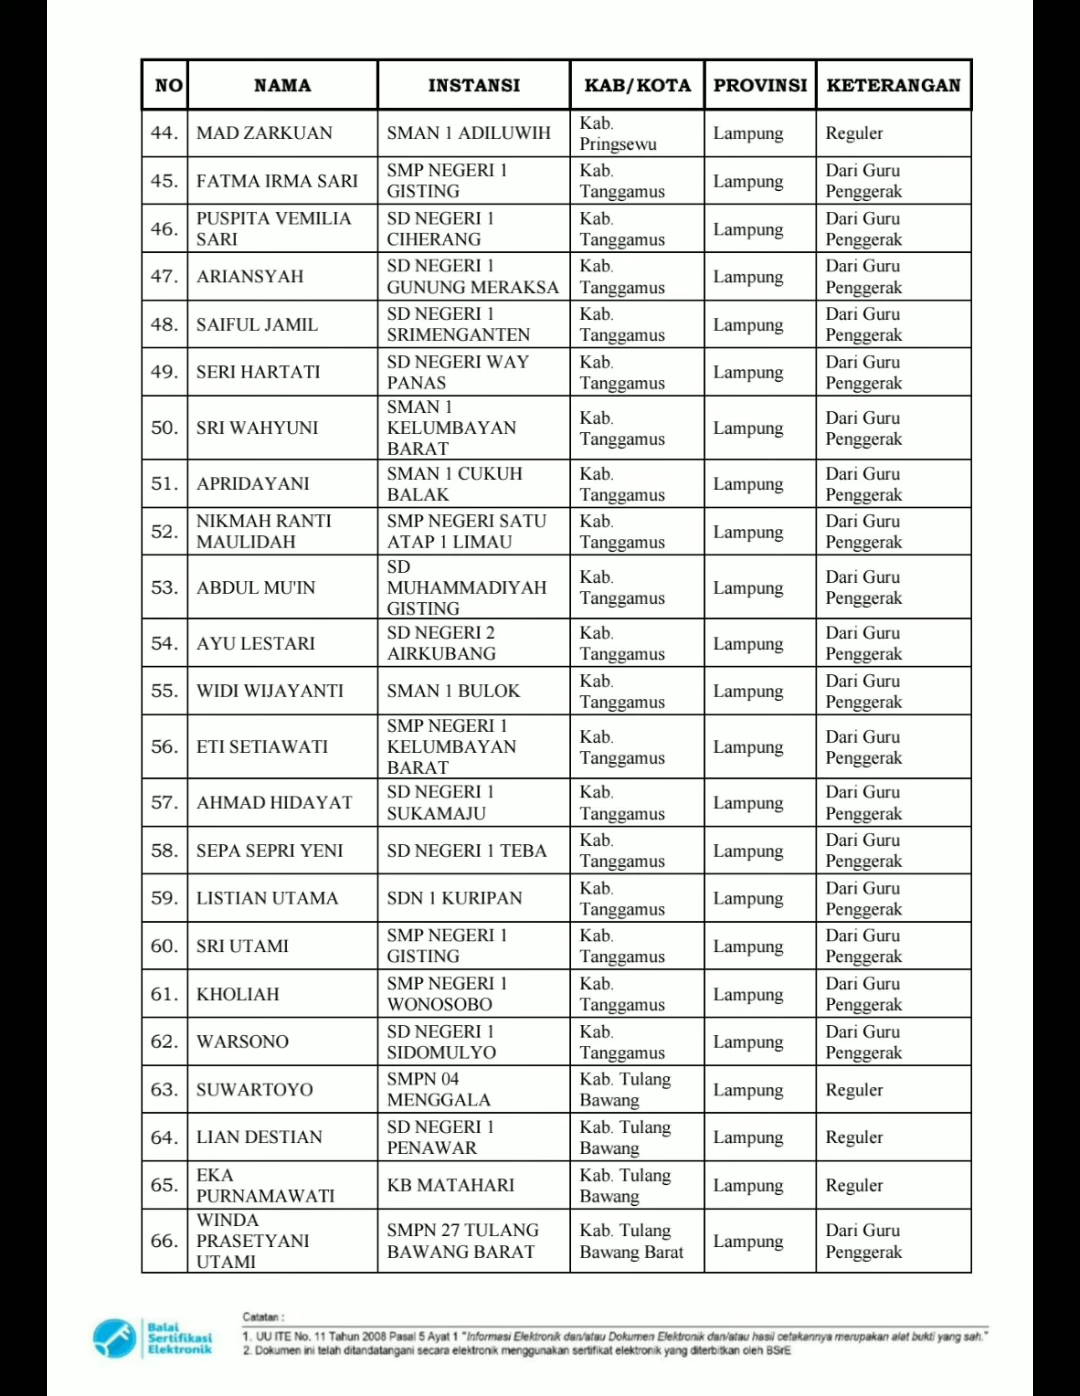 NO NAMA INSTANSI KAB/KOTA PROVINSI KETERANGAN
44. MAD ZARKUAN SMAN 1 ADILUWIH Kab. Pringsewu Lampung Reguler
45. FATMA IRMA SARI SMP NEGERI 1 GISTING Kab. Tanggamus Lampung Dari Guru Penggerak
46. PUSPITA VEMILIA SARI SD NEGERI 1 CIHERANG Kab. Tanggamus Lampung Dari Guru Penggerak
47. ARIANSYAH SD NEGERI 1 GUNUNG MERAKSA Kab. Tanggamus Lampung Dari Guru Penggerak
48. SAIFUL JAMIL SD NEGERI 1 SRIMENGANTEN Kab. Tanggamus Lampung Dari Guru Penggerak
49. SERI HARTATI SD NEGERI WAY PANAS Kab. Tanggamus Lampung Dari Guru Penggerak
50. SRI WAHYUNI SMAN 1 KELUMBAYAN BARAT Kab. Tanggamus Lampung Dari Guru Penggerak
51. APRIDAYANI SMAN 1 CUKUH BALAK Kab. Tanggamus Lampung Dari Guru Penggerak
52. NIKMAH RANTI MAULIDAH SMP NEGERI SATU ATAP 1 LIMAU Kab. Tanggamus Lampung Dari Guru Penggerak
53. ABDUL MU'IN SD MUHAMMADIYAH GISTING Kab. Tanggamus Lampung Dari Guru Penggerak
54. AYU LESTARI SD NEGERI 2 AIRKUBANG Kab. Tanggamus Lampung Dari Guru Penggerak
55. WIDI WIJAYANTI SMAN 1 BULOK Kab. Tanggamus Lampung Dari Guru Penggerak
56. ETI SETIAWATI SMP NEGERI 1 KELUMBAYAN BARAT Kab. Tanggamus Lampung Dari Guru Penggerak
57. AHMAD HIDAYAT SD NEGERI 1 SUKAMAJU Kab. Tanggamus Lampung Dari Guru Penggerak
58. SEPA SEPRI YENI SD NEGERI 1 TEBA Kab. Tanggamus Lampung Dari Guru Penggerak
59. LISTIAN UTAMA SDN 1 KURIPAN Kab. Tanggamus Lampung Dari Guru Penggerak
60. SRI UTAMI SMP NEGERI 1 GISTING Kab. Tanggamus Lampung Dari Guru Penggerak
61. KHOLIAH SMP NEGERI 1 WONOSOBO Kab. Tanggamus Lampung Dari Guru Penggerak
62. WARSONO SD NEGERI 1 SIDOMULYO Kab. Tanggamus Lampung Dari Guru Penggerak
63. SUWARTOYO SMPN 04 MENGGALA Kab. Tulang Bawang Lampung Reguler
64. LIAN DESTIAN SD NEGERI 1 PENAWAR Kab. Tulang Bawang Lampung Reguler
65. EKA PURNAMAWATI KB MATAHARI Kab. Tulang Bawang Lampung Reguler
66. WINDA PRASETYANI UTAMI SMPN 27 TULANG BAWANG BARAT Kab. Tulang Bawang Barat Lampung Dari Guru Penggerak
Balai
Sertifikasi
Elektronik
Catatan :
1. UU ITE No. 11 Tahun 2008 Pasal 5 Ayat 1 "Informasi Elektronik dan/atau Dokumen Elektronik dan/atau hasil cetakannya merupakan alat bukti yang sah."
2. Dokumen ini telah ditandatangani secara elektronik menggunakan sertifikat elektronik yang diterbitkan oleh BSrE